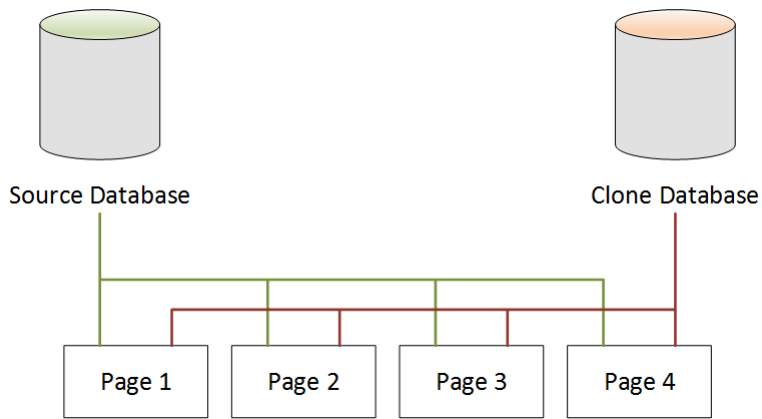 Source Database
Clone Database
Page 1
Page 2
Page 3
Page 4